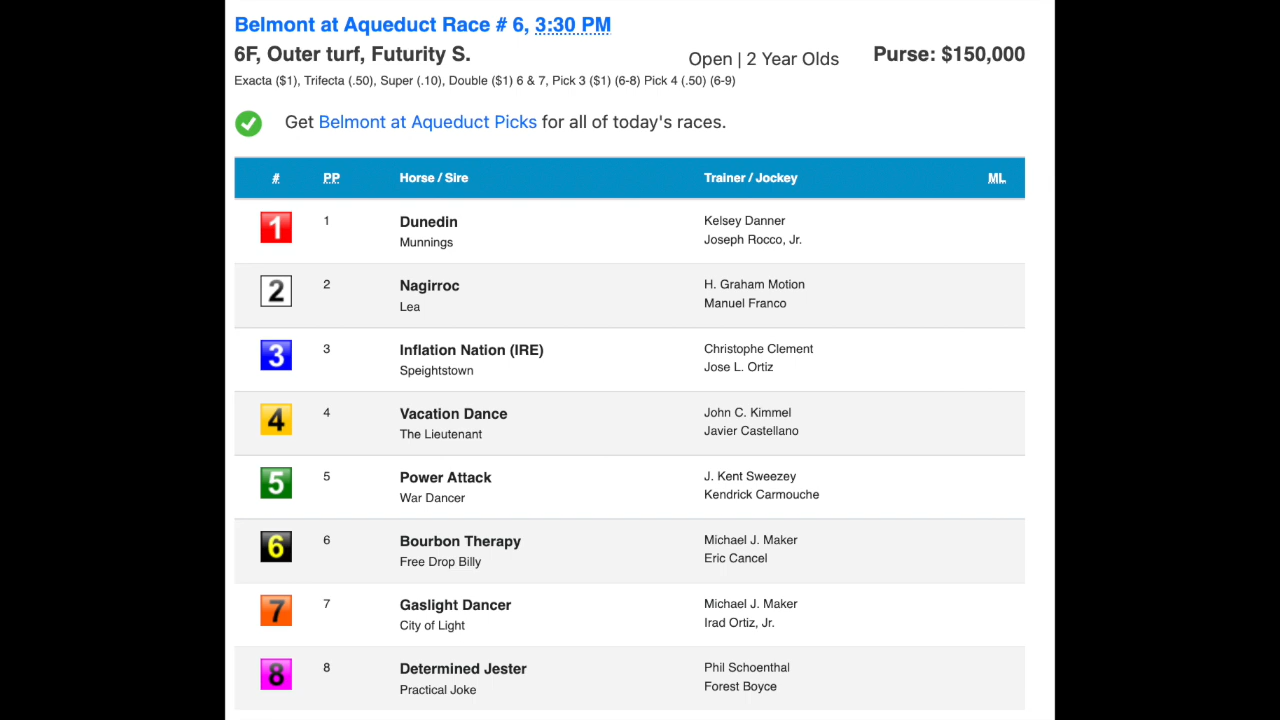 Belmont at Aqueduct Race # 6, 3:30 PM
6F, Outer turf, Futurity S. Open | 2 Year Olds Purse: $150,000
Exacta ($1), Trifecta (.50), Super (.10), Double ($1) 6 & 7, Pick 3 ($1) (6-8) Pick 4 (.50) (6-9)
Get Belmont at Aqueduct Picks for all of today's races.
# PP Horse / Sire Trainer / Jockey ML
1 1 Dunedin Kelsey Danner
Munnings Joseph Rocco, Jr.
2 2 Nagirroc H. Graham Motion
Lea Manuel Franco
3 3 Inflation Nation (IRE) Christophe Clement
Speightstown Jose L. Ortiz
4 4 Vacation Dance John C. Kimmel
The Lieutenant Javier Castellano
5 5 Power Attack J. Kent Sweezey
War Dancer Kendrick Carmouche
6 6 Bourbon Therapy Michael J. Maker
Free Drop Billy Eric Cancel
7 7 Gaslight Dancer Michael J. Maker
City of Light Irad Ortiz, Jr.
8 8 Determined Jester Phil Schoenthal
Practical Joke Forest Boyce